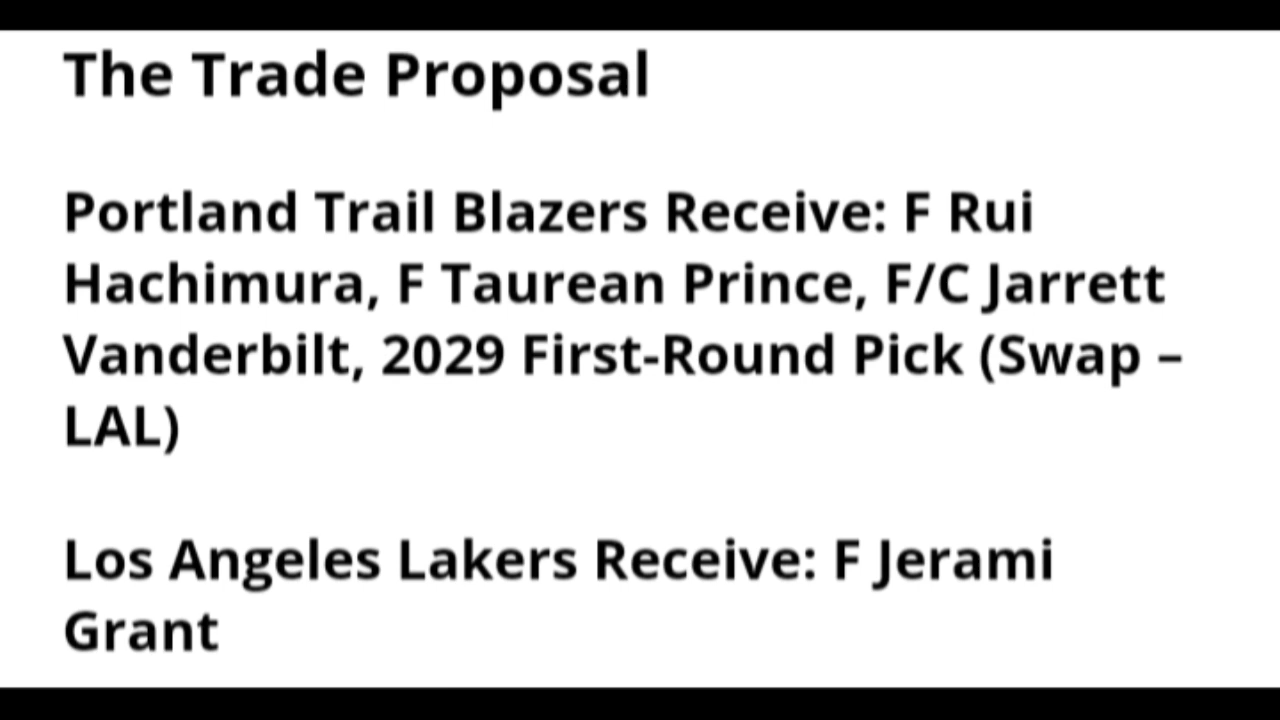 The Trade Proposal
Portland Trail Blazers Receive: F Rui
Hachimura, F Taurean Prince, F/C Jarrett
Vanderbilt, 2029 First-Round Pick (Swap –
LAL)
Los Angeles Lakers Receive: F Jerami
Grant